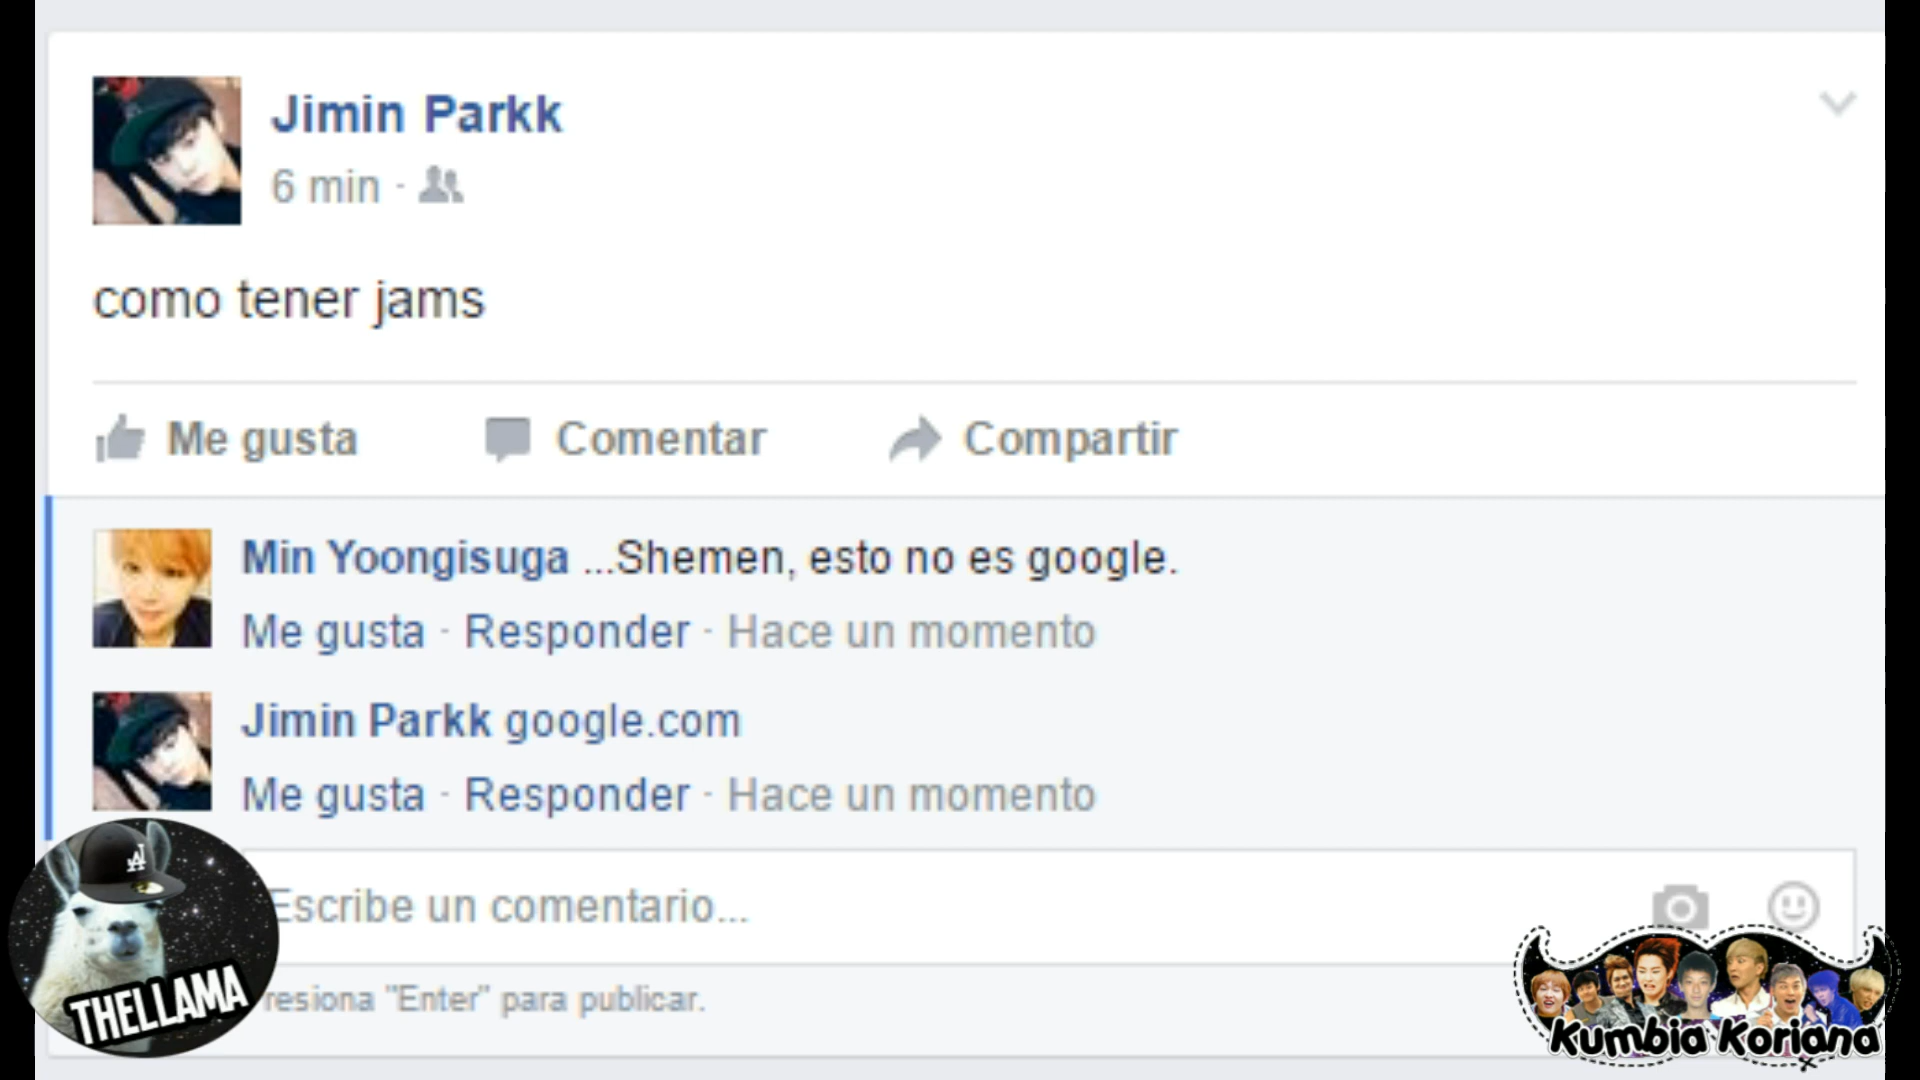 Jimin Parkk
6 min ·
como tener jams
Me gusta Comentar Compartir
Min Yoongisuga ...Shemen, esto no es google.
Me gusta · Responder · Hace un momento
Jimin Parkk google.com
Me gusta · Responder · Hace un momento
Escribe un comentario...
resiona "Enter" para publicar.
LA
THELLAMA
Kumbia Koriana